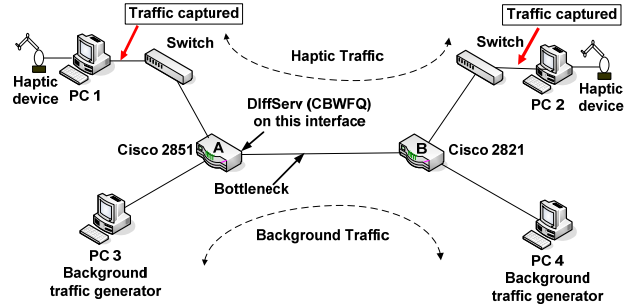 Traffic captured
Traffic captured
Switch
Haptic Traffic
Switch
Haptic
device
PC 1
PC 2
Haptic
device
DIffServ (CBWFQ)
on this interface
Cisco 2851
A
B
Cisco 2821
Bottleneck
PC 3
Background
traffic generator
Background Traffic
PC 4
Background
traffic generator